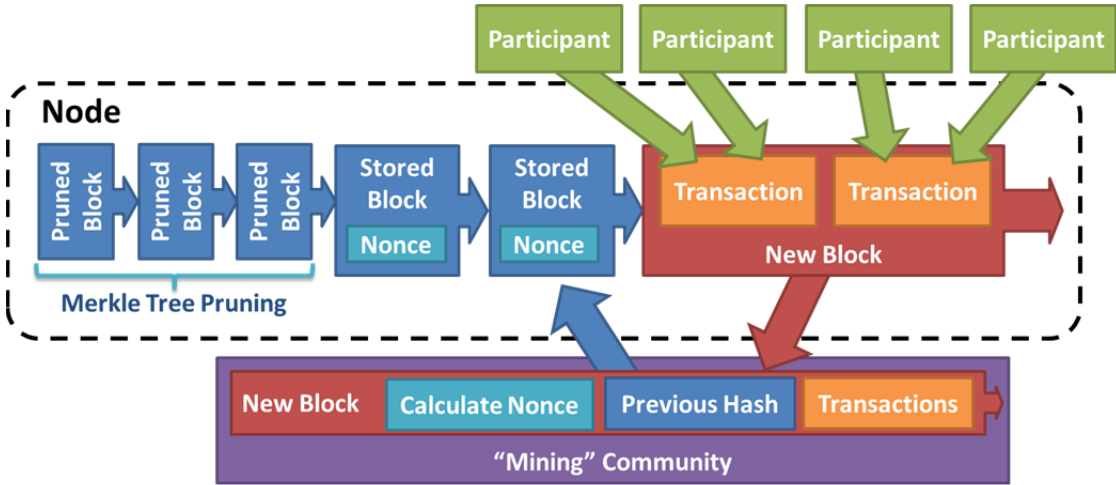 Participant
Participant
Participant
Participant
Node
Pruned
Block
Pruned
Block
Pruned
Block
Stored
Block
Nonce
Stored
Block
Nonce
Transaction
Transaction
New Block
Merkle Tree Pruning
New Block
Calculate Nonce
Previous Hash
Transactions
“Mining” Community